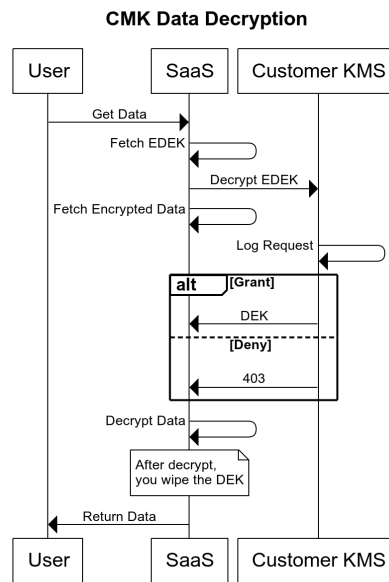 CMK Data Decryption
User
SaaS
Customer KMS
Get Data
Fetch EDEK
Decrypt EDEK
Fetch Encrypted Data
Log Request
alt
[Grant]
DEK
[Deny]
403
Decrypt Data
After decrypt,
you wipe the DEK
Return Data
User
SaaS
Customer KMS